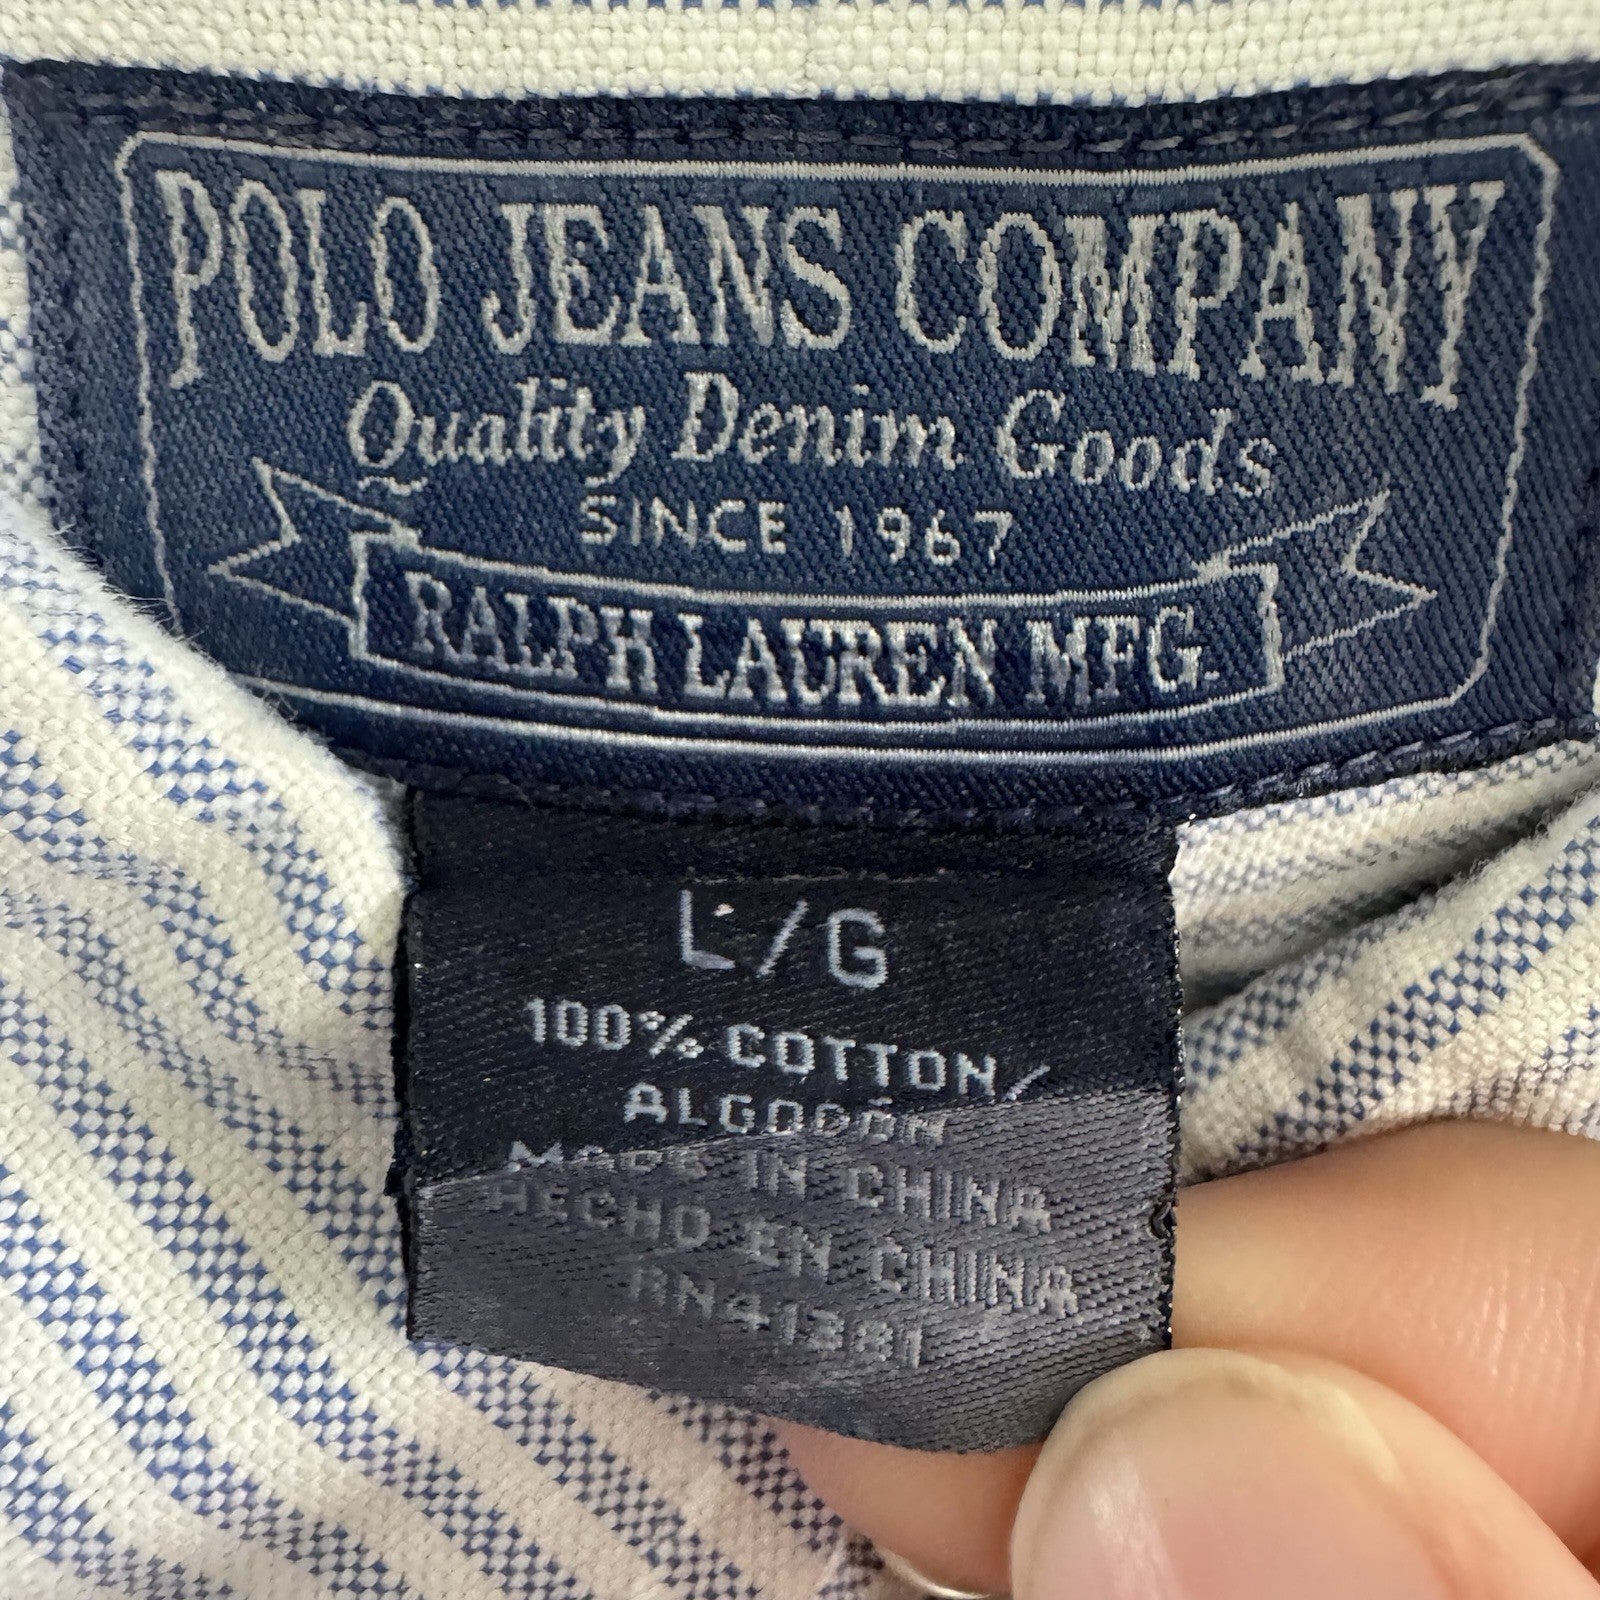 POLO JEANS COMPANY
Quality Denim Goods
SINCE 1967
RALPH LAUREN MFG.
L/G
100% COTTON/
ALGODÓN
MADE IN CHINA
HECHO EN CHINA
RN41381